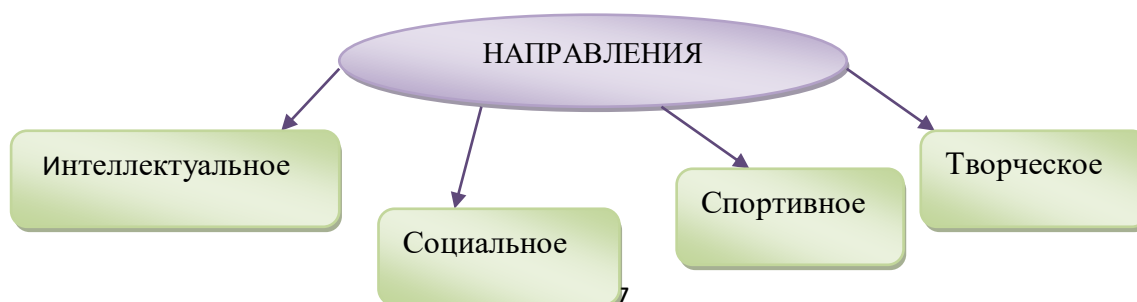 НАПРАВЛЕНИЯ
Интеллектуальное
Социальное
Спортивное
Творческое
7